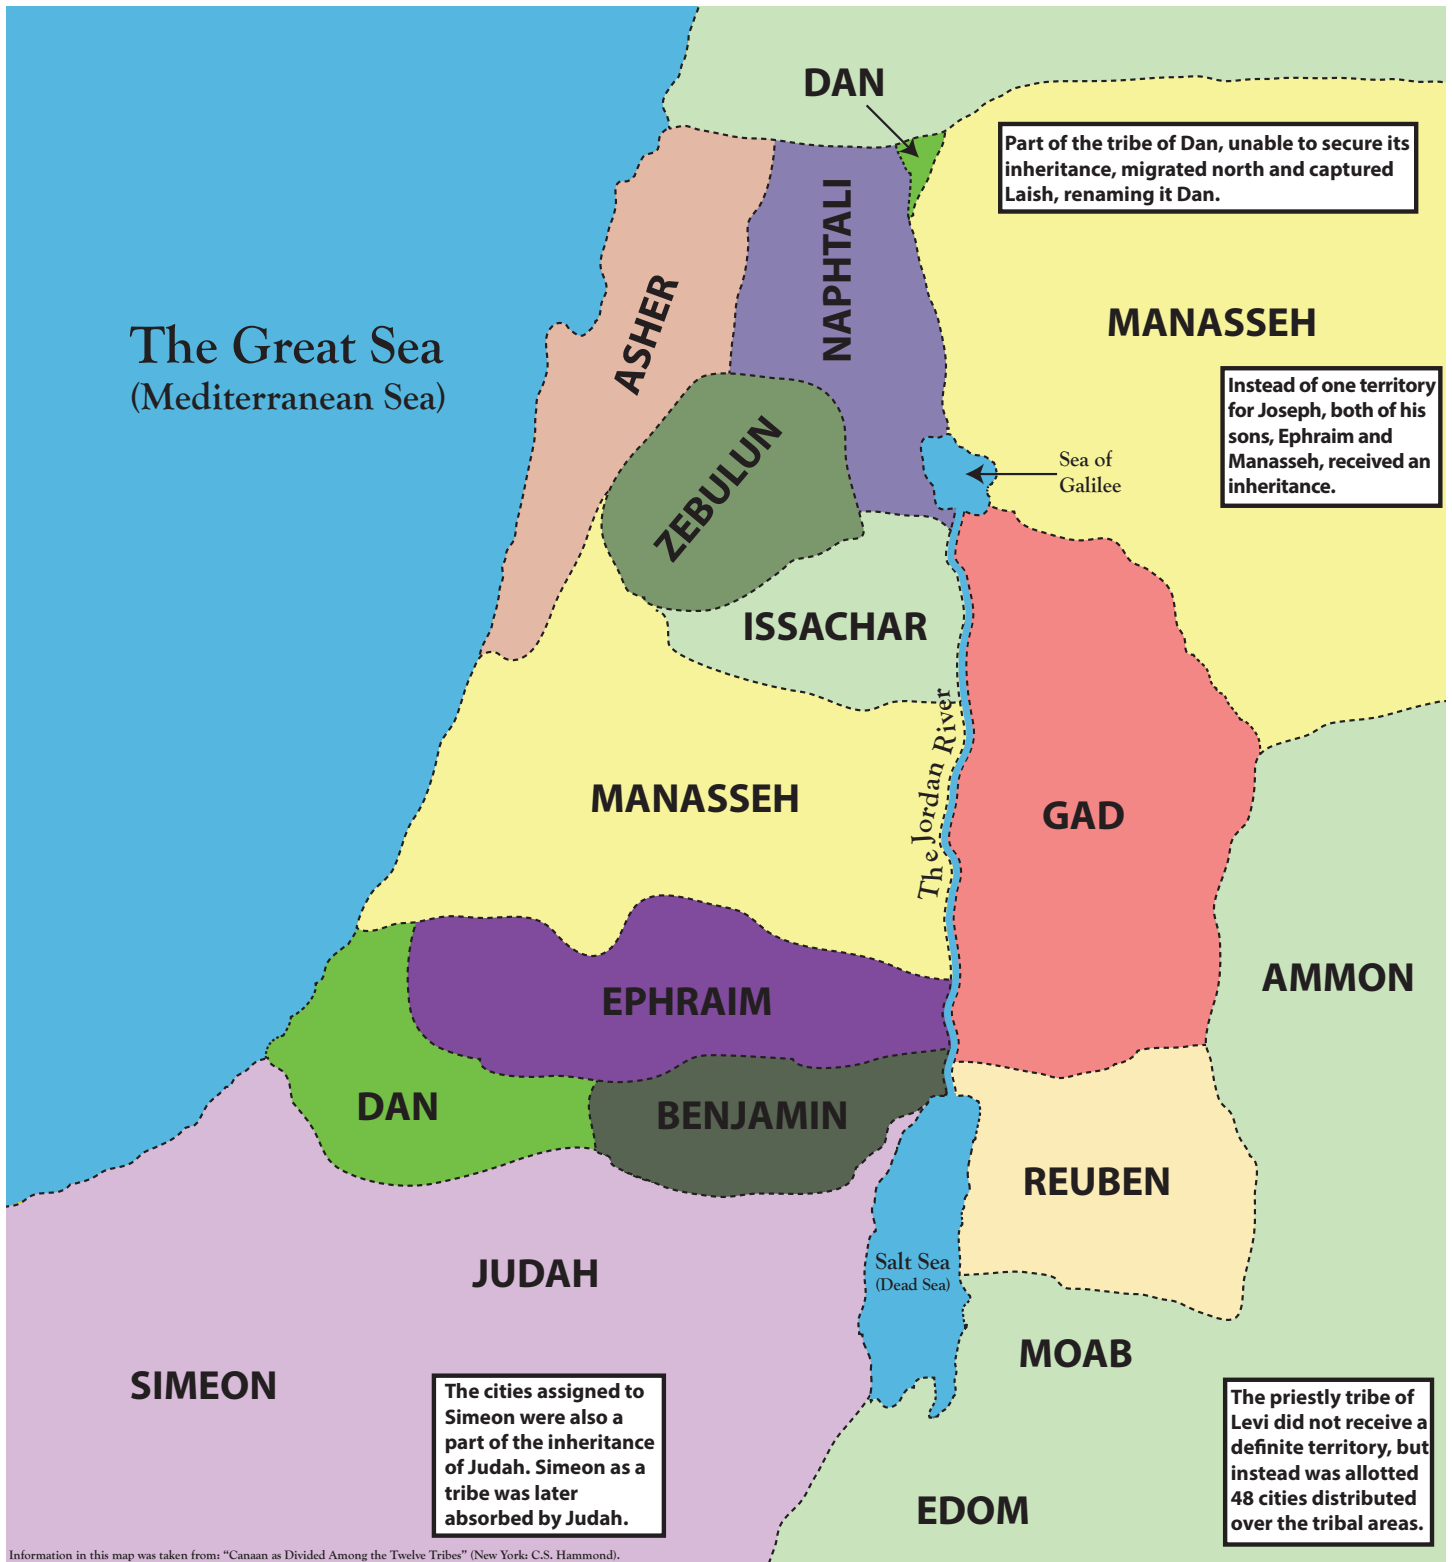 DAN
Part of the tribe of Dan, unable to secure its
inheritance, migrated north and captured
Laish, renaming it Dan.
NAPHTALI
ASHER
MANASSEH
The Great Sea
(Mediterranean Sea)
Instead of one territory
for Joseph, both of his
sons, Ephraim and
Manasseh, received an
inheritance.
ZEBULUN
Sea of
Galilee
ISSACHAR
The Jordan River
MANASSEH
GAD
AMMON
EPHRAIM
DAN
BENJAMIN
REUBEN
JUDAH
Salt Sea
(Dead Sea)
MOAB
SIMEON
The cities assigned to
Simeon were also a
part of the inheritance
of Judah. Simeon as a
tribe was later
absorbed by Judah.
The priestly tribe of
Levi did not receive a
definite territory, but
instead was allotted
48 cities distributed
over the tribal areas.
EDOM
Information in this map was taken from: “Canaan as Divided Among the Twelve Tribes” (New York: C.S. Hammond).